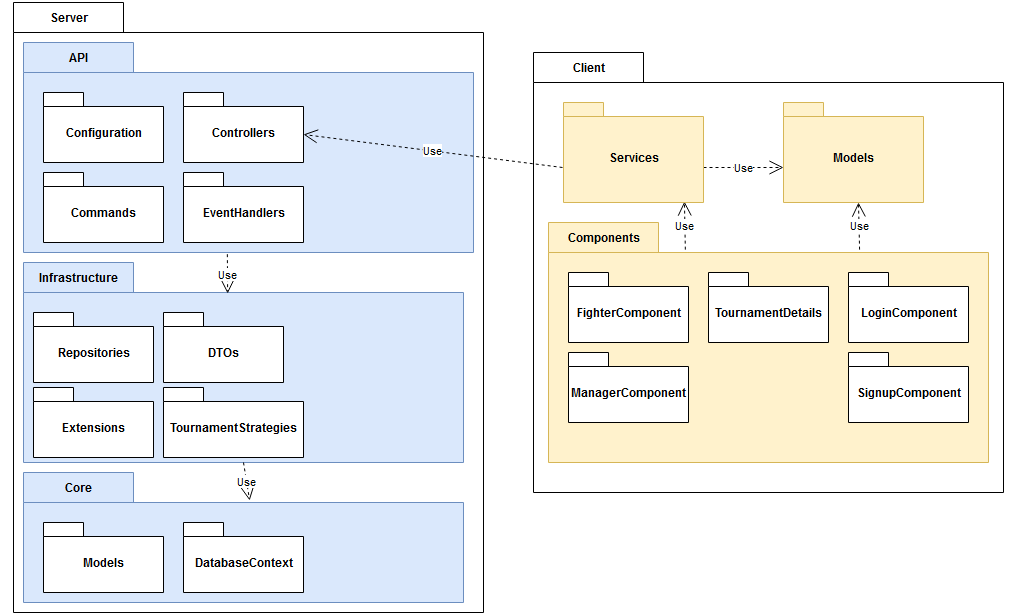 Server
API
Configuration
Controllers
Commands
EventHandlers
Use
Infrastructure
Repositories
DTOs
Extensions
TournamentStrategies
Use
Core
Models
DatabaseContext
Use
Client
Services
Use
Models
Use
Use
Components
FighterComponent
TournamentDetails
LoginComponent
ManagerComponent
SignupComponent